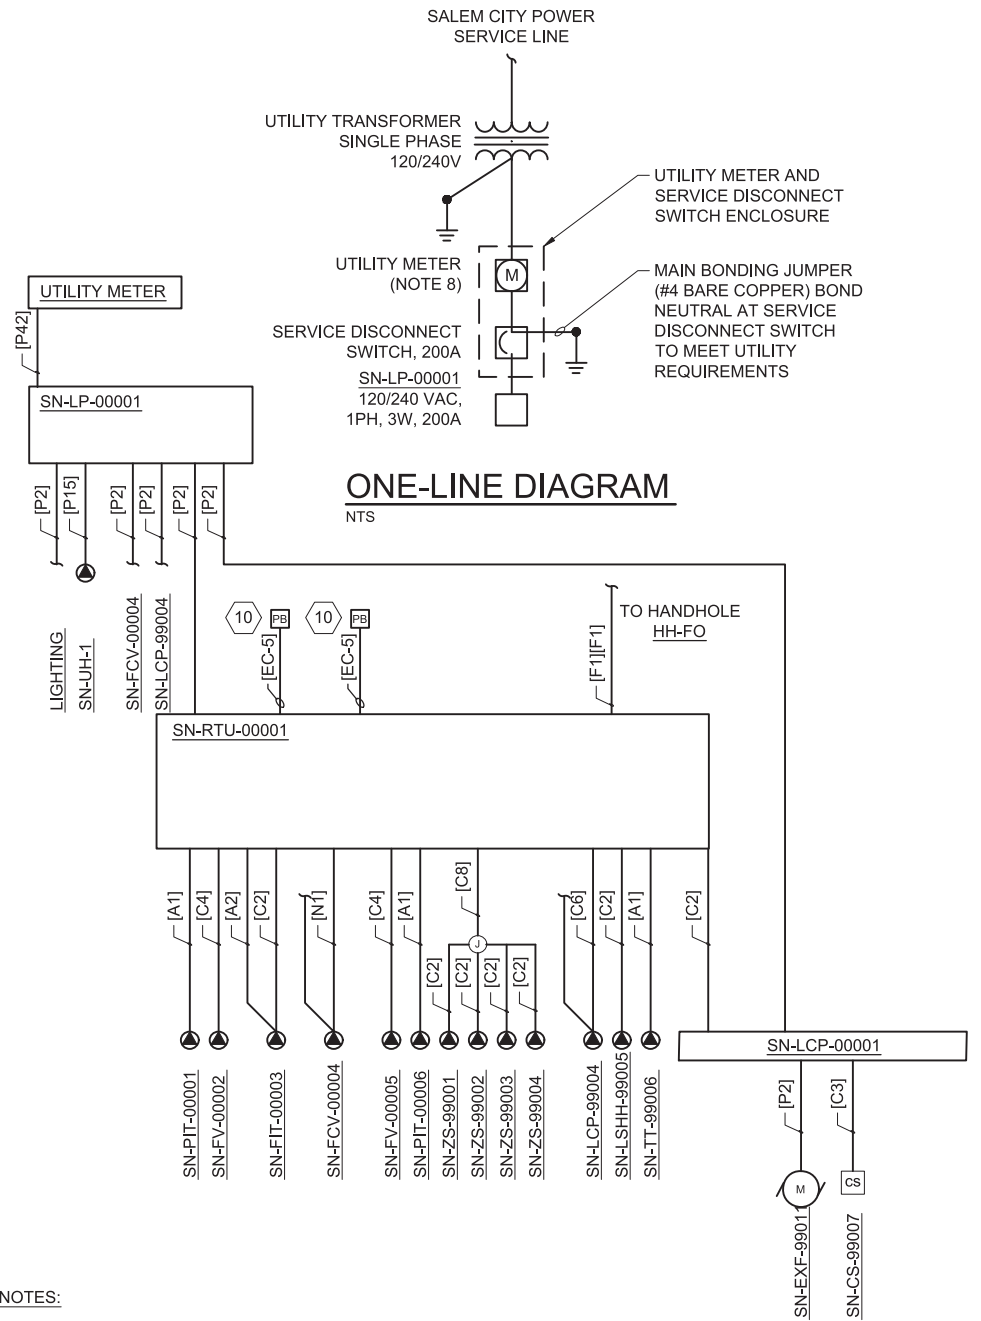 SALEM CITY POWER
SERVICE LINE
UTILITY TRANSFORMER
SINGLE PHASE
120/240V
UTILITY METER AND
SERVICE DISCONNECT
SWITCH ENCLOSURE
UTILITY METER
(NOTE 8)
M
MAIN BONDING JUMPER
(#4 BARE COPPER) BOND
NEUTRAL AT SERVICE
DISCONNECT SWITCH
TO MEET UTILITY
REQUIREMENTS
SERVICE DISCONNECT
SWITCH, 200A
SN-LP-00001
120/240 VAC,
1PH, 3W, 200A
ONE-LINE DIAGRAM
NTS
UTILITY METER
[P42]
SN-LP-00001
[P2]
[P15]
[P2]
[P2]
[P2]
[P2]
LIGHTING
SN-UH-1
SN-FCV-00004
SN-LCP-99004
10
PB
[EC-5]
10
PB
[EC-5]
TO HANDHOLE
HH-FO
[F1][F1]
SN-RTU-00001
[A1]
[C4]
[A2]
[C2]
[N1]
[C4]
[A1]
[C8]
J
[C2]
[C2]
[C2]
[C2]
[C6]
[C2]
[A1]
[C2]
SN-PIT-00001
SN-FV-00002
SN-FIT-00003
SN-FCV-00004
SN-FV-00005
SN-PIT-00006
SN-ZS-99001
SN-ZS-99002
SN-ZS-99003
SN-ZS-99004
SN-LCP-99004
SN-LSHH-99005
SN-TT-99006
SN-LCP-00001
[P2]
[C3]
M
CS
SN-EXF-99011
SN-CS-99007
NOTES: